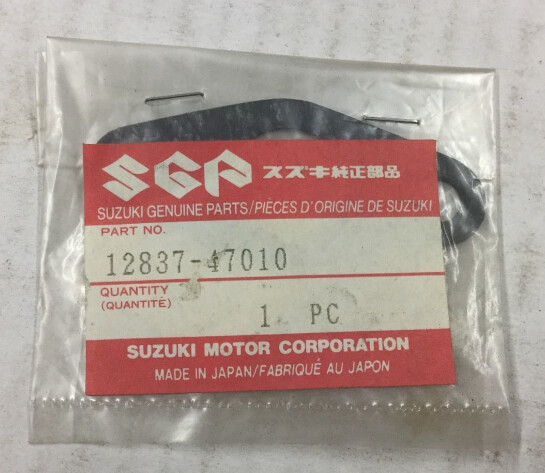 SGP スズキ純正部品
SUZUKI GENUINE PARTS/PIÈCES D'ORIGINE DE SUZUKI
PART NO.
12837-47010
QUANTITY
(QUANTITÉ)
1 PC
SUZUKI MOTOR CORPORATION
MADE IN JAPAN/FABRIQUÉ AU JAPON